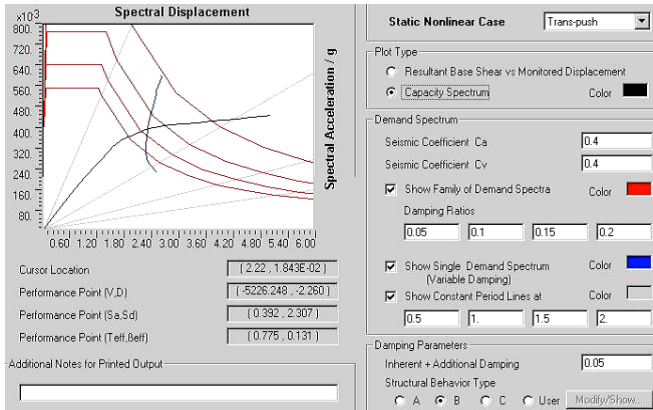 Spectral Displacement
x10³
800.
720.
640.
560.
480.
400.
320.
240.
160.
80.
0.60 1.20 1.80 2.40 3.00 3.60 4.20 4.80 5.40 6.00
Spectral Acceleration / g
Cursor Location ( 2.22 , 1.843E-02 )
Performance Point (V,D) ( -5226.248 , -2.260 )
Performance Point (Sa,Sd) ( 0.392 , 2.307 )
Performance Point (Teff,ßeff) ( 0.775 , 0.131 )
Additional Notes for Printed Output
Static Nonlinear Case Trans-push
Plot Type
Resultant Base Shear vs Monitored Displacement
Capacity Spectrum Color
Demand Spectrum
Seismic Coefficient Ca 0.4
Seismic Coefficient Cv 0.4
Show Family of Demand Spectra Color
Damping Ratios
0.05 0.1 0.15 0.2
Show Single Demand Spectrum Color
(Variable Damping)
Show Constant Period Lines at Color
0.5 1. 1.5 2.
Damping Parameters
Inherent + Additional Damping 0.05
Structural Behavior Type
A B C User Modify/Show...